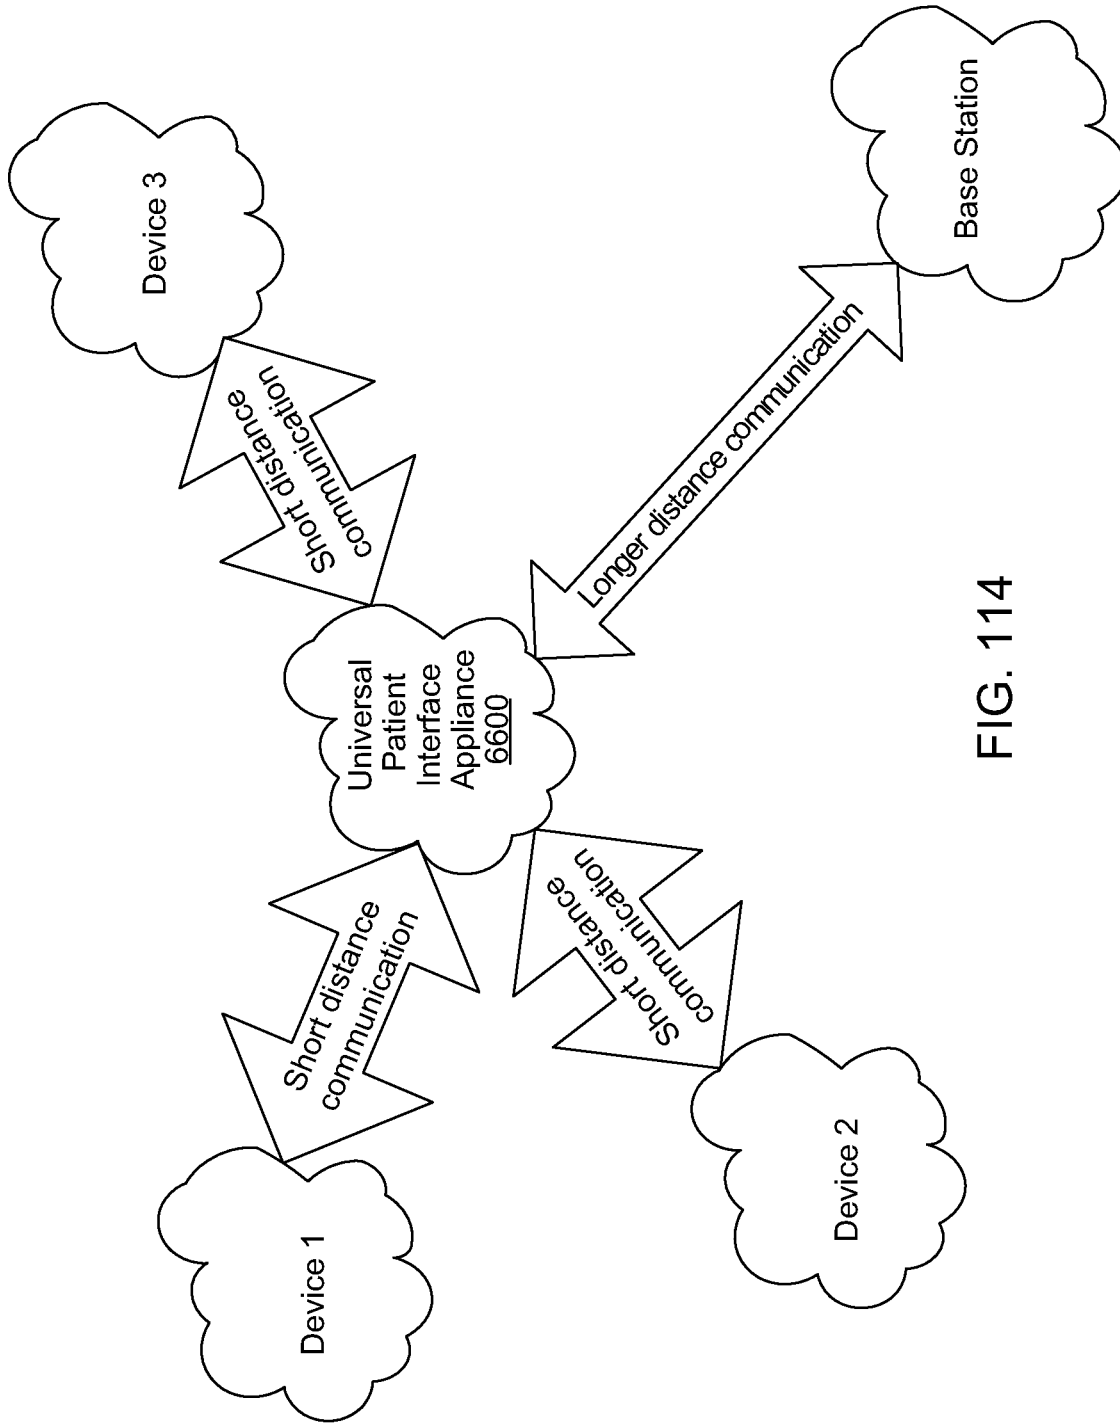 Device 1
Short distance
communication
Universal
Patient
Interface
Appliance
6600
Short distance
communication
Device 3
Short distance
communication
Device 2
Longer distance communication
Base Station
FIG. 114